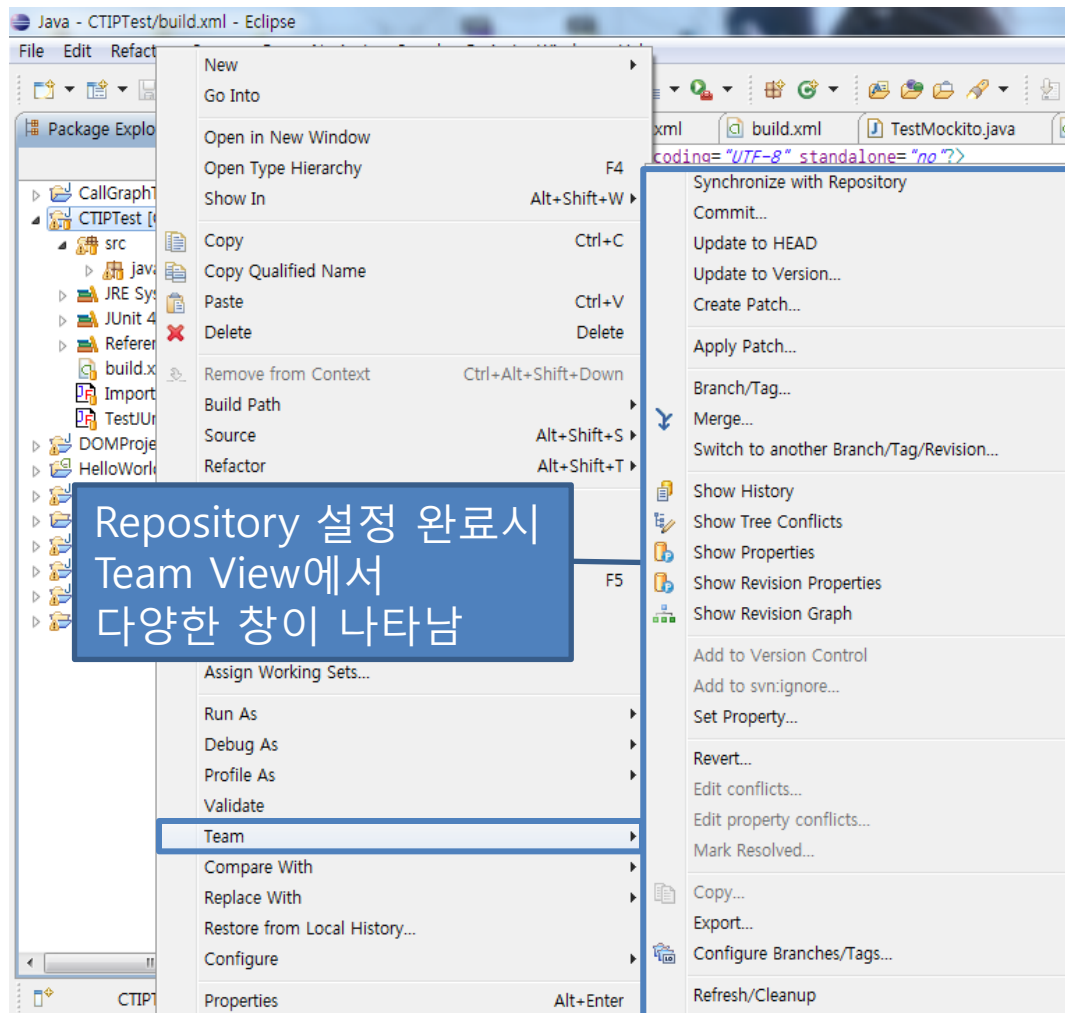 Java - CTIPTest/build.xml - Eclipse
File Edit Refact
Package Explo
xml build.xml TestMockito.java
coding="UTF-8" standalone="no"?>
CallGraphT
CTIPTest [
src
java
JRE Sys
JUnit 4
Referen
build.x
Import
TestJUn
DOMProje
HelloWorld
New
Go Into
Open in New Window
Open Type Hierarchy F4
Show In Alt+Shift+W
Copy Ctrl+C
Copy Qualified Name
Paste Ctrl+V
Delete Delete
Remove from Context Ctrl+Alt+Shift+Down
Build Path
Source Alt+Shift+S
Refactor Alt+Shift+T
Repository 설정 완료시
Team View에서
다양한 창이 나타남
F5
Assign Working Sets...
Run As
Debug As
Profile As
Validate
Team
Compare With
Replace With
Restore from Local History...
Configure
Properties Alt+Enter
Synchronize with Repository
Commit...
Update to HEAD
Update to Version...
Create Patch...
Apply Patch...
Branch/Tag...
Merge...
Switch to another Branch/Tag/Revision...
Show History
Show Tree Conflicts
Show Properties
Show Revision Properties
Show Revision Graph
Add to Version Control
Add to svn:ignore...
Set Property...
Revert...
Edit conflicts...
Edit property conflicts...
Mark Resolved...
Copy...
Export...
Configure Branches/Tags...
Refresh/Cleanup
CTIPT